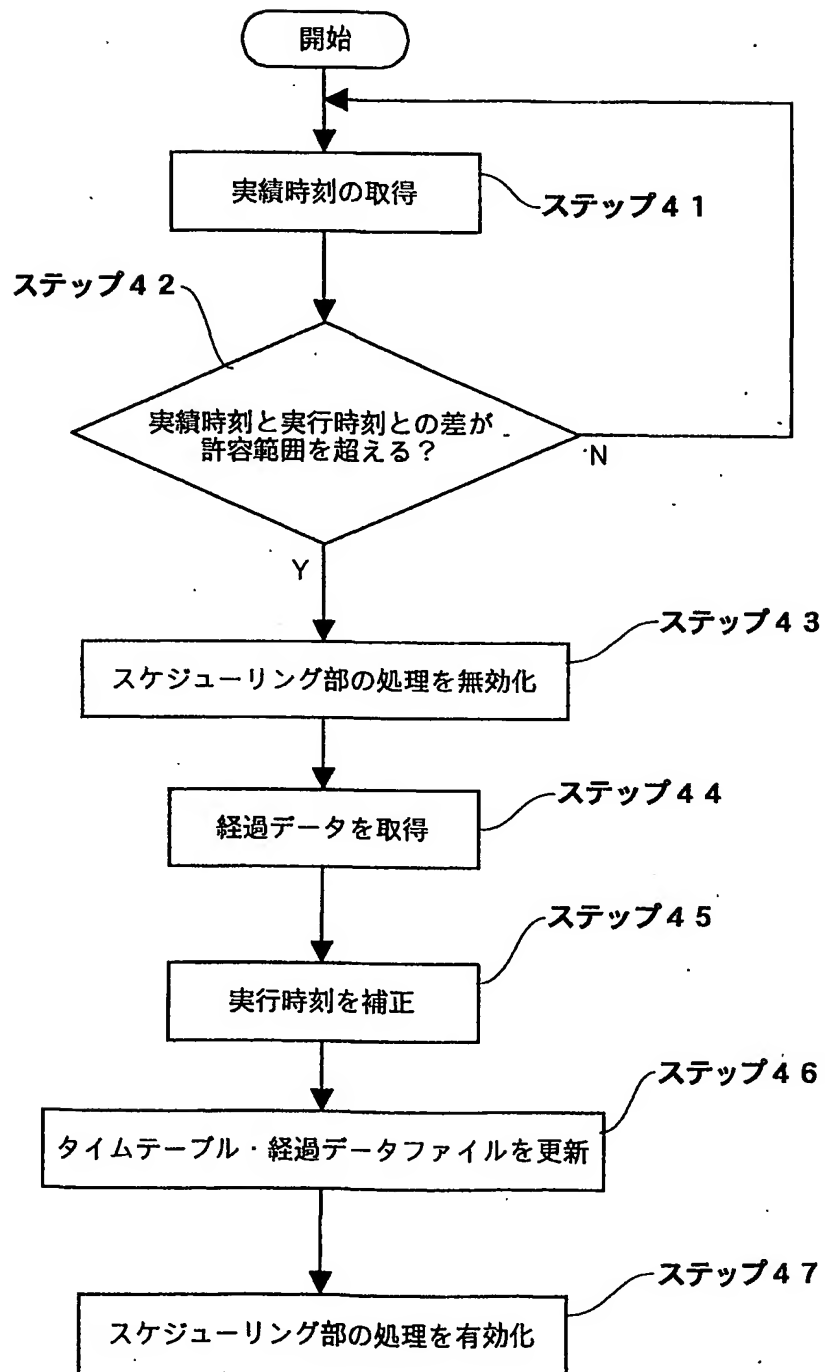 開始
実績時刻の取得
ステップ41
ステップ42
実績時刻と実行時刻との差が
許容範囲を超える?
N
Y
ステップ43
スケジューリング部の処理を無効化
ステップ44
経過データを取得
ステップ45
実行時刻を補正
ステップ46
タイムテーブル・経過データファイルを更新
ステップ47
スケジューリング部の処理を有効化